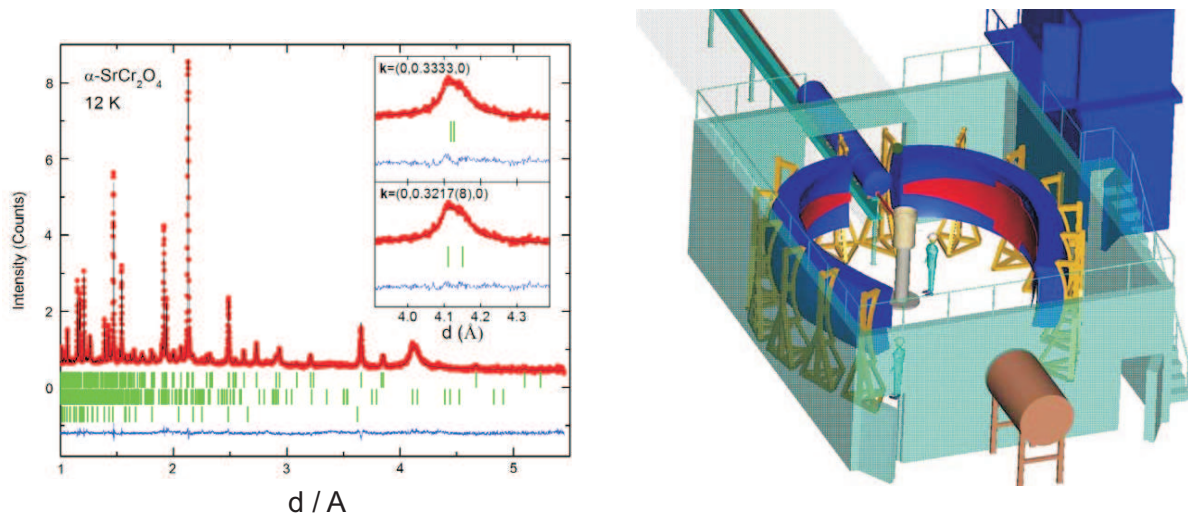 α-SrCr₂O₄
12 K
k=(0,0.3333,0)
k=(0,0.3217(8),0)
4.0 4.1 4.2 4.3
d (Å)
Intensity (Counts)
8
6
4
2
0
1 2 3 4 5
d / A